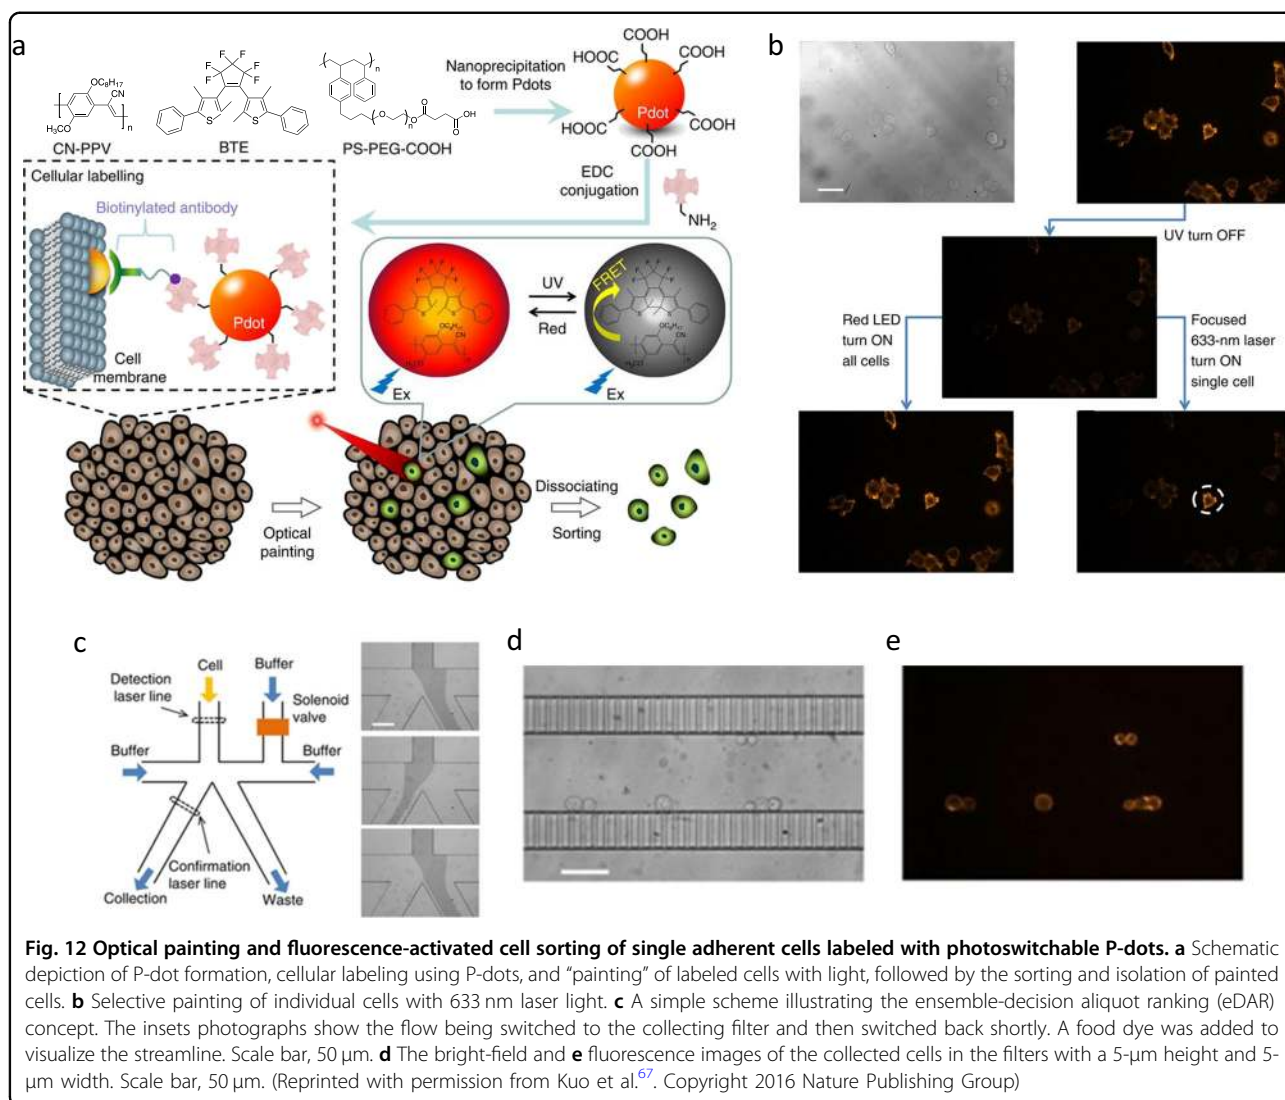 a
COOH
HOOC
COOH
HOOC
COOH
HOOC
COOH
COOH
Pdot
Nanoprecipitation
to form Pdots
OC₈H₁₇
CN
H₃CO
n
CN-PPV
F F F F F F
S S
BTE
n
O
O
O
O
OH
n
PS-PEG-COOH
EDC
conjugation
NH₂
Cellular labelling
Biotinylated antibody
Pdot
Cell
membrane
UV
Red
FRET
Ex
Ex
Optical
painting
Dissociating
Sorting
b
UV turn OFF
Red LED
turn ON
all cells
Focused
633-nm laser
turn ON
single cell
c
Cell
Buffer
Detection
laser line
Solenoid
valve
Buffer
Buffer
Confirmation
laser line
Collection
Waste
d
e
Fig. 12 Optical painting and fluorescence-activated cell sorting of single adherent cells labeled with photoswitchable P-dots. a Schematic
depiction of P-dot formation, cellular labeling using P-dots, and “painting” of labeled cells with light, followed by the sorting and isolation of painted
cells. b Selective painting of individual cells with 633 nm laser light. c A simple scheme illustrating the ensemble-decision aliquot ranking (eDAR)
concept. The insets photographs show the flow being switched to the collecting filter and then switched back shortly. A food dye was added to
visualize the streamline. Scale bar, 50 µm. d The bright-field and e fluorescence images of the collected cells in the filters with a 5-µm height and 5-
µm width. Scale bar, 50 µm. (Reprinted with permission from Kuo et al.⁶⁷. Copyright 2016 Nature Publishing Group)